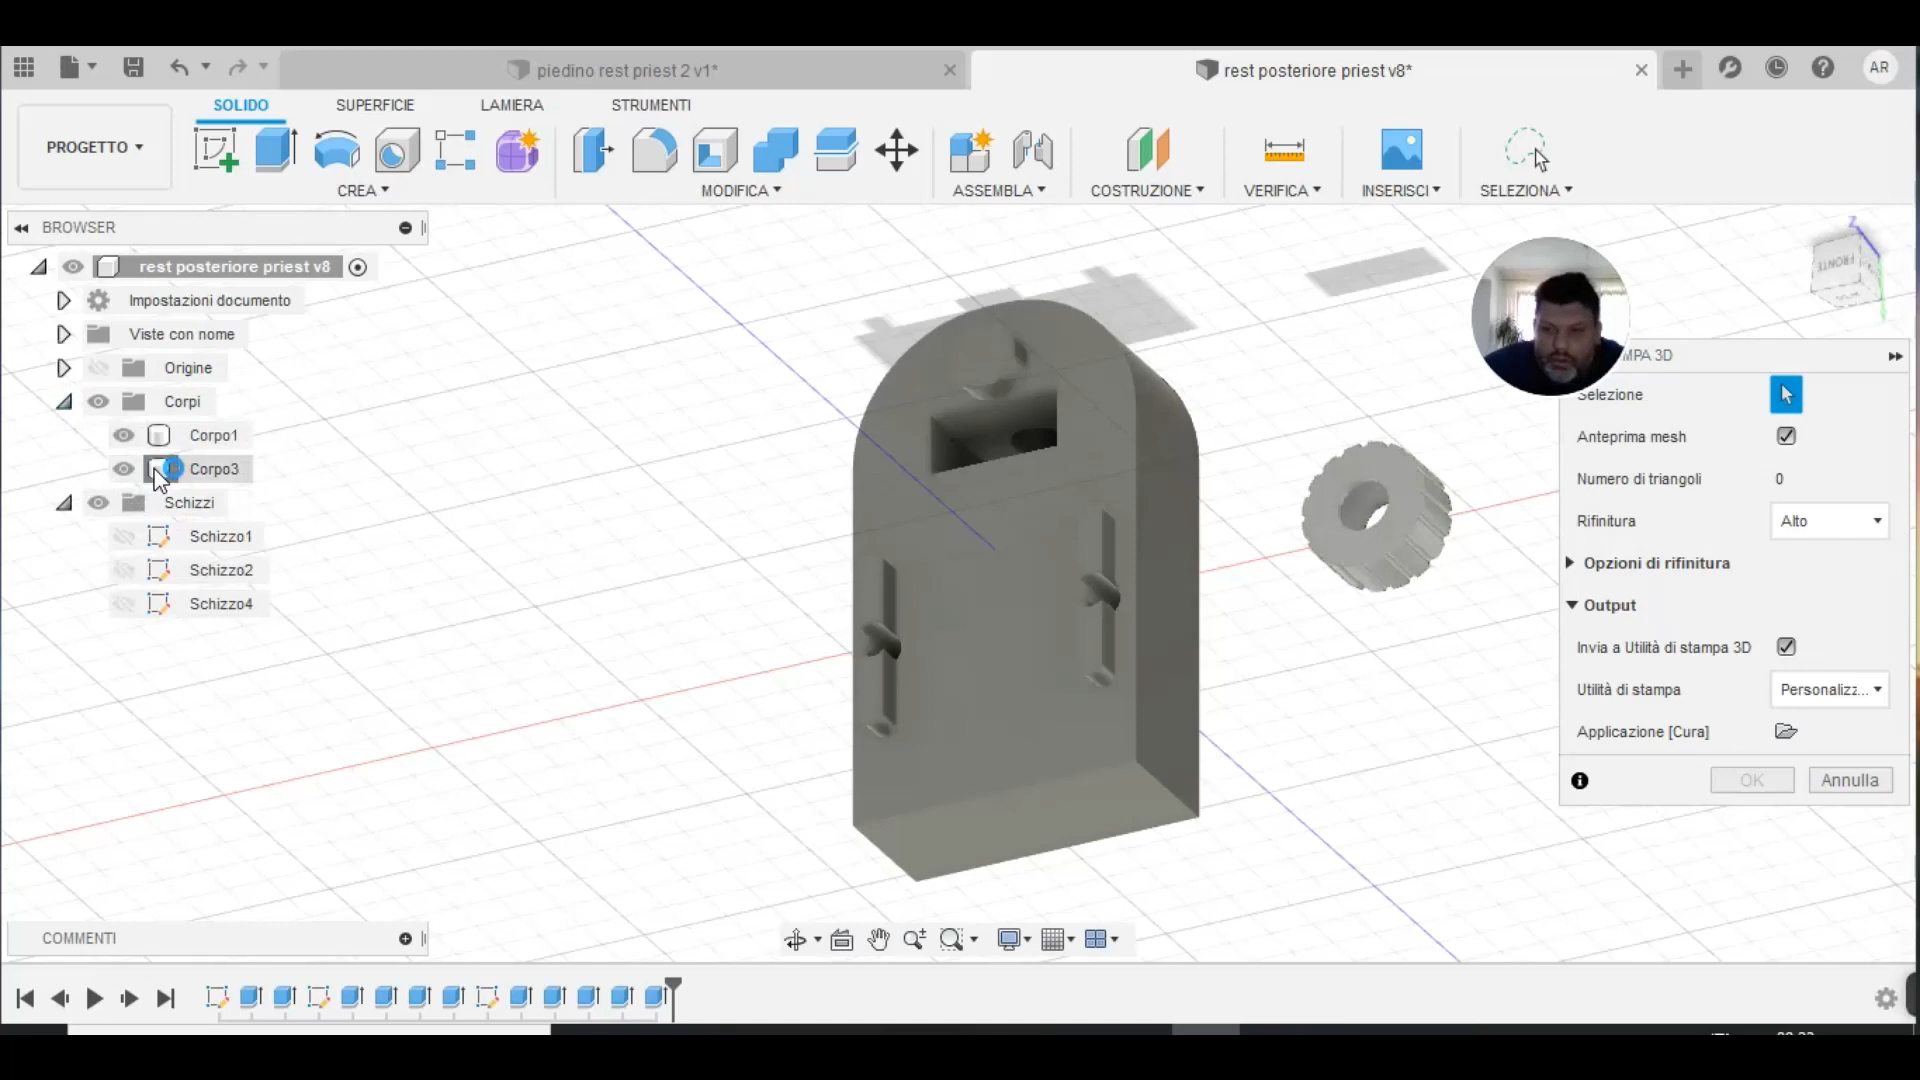 piedino rest priest 2 v1*
rest posteriore priest v8*
AR
PROGETTO
SOLIDO
SUPERFICIE
LAMIERA
STRUMENTI
CREA
MODIFICA
ASSEMBLA
COSTRUZIONE
VERIFICA
INSERISCI
SELEZIONA
BROWSER
rest posteriore priest v8
Impostazioni documento
Viste con nome
Origine
Corpi
Corpo1
Corpo3
Schizzi
Schizzo1
Schizzo2
Schizzo4
Z
FRONTE
MPA 3D
Selezione
Anteprima mesh
Numero di triangoli 0
Rifinitura Alto
Opzioni di rifinitura
Output
Invia a Utilità di stampa 3D
Utilità di stampa Personalizz...
Applicazione [Cura]
OK Annulla
COMMENTI